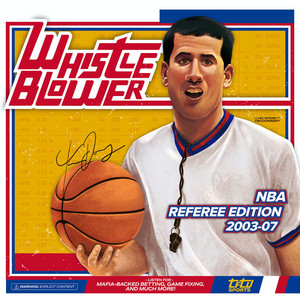 WHISTLE
BLOWER
NBA
REFEREE EDITION
2003-07
- LISTEN FOR -
MAFIA-BACKED BETTING, GAME FIXING,
AND MUCH MORE!
WARNING: EXPLICIT CONTENT
SPORTS